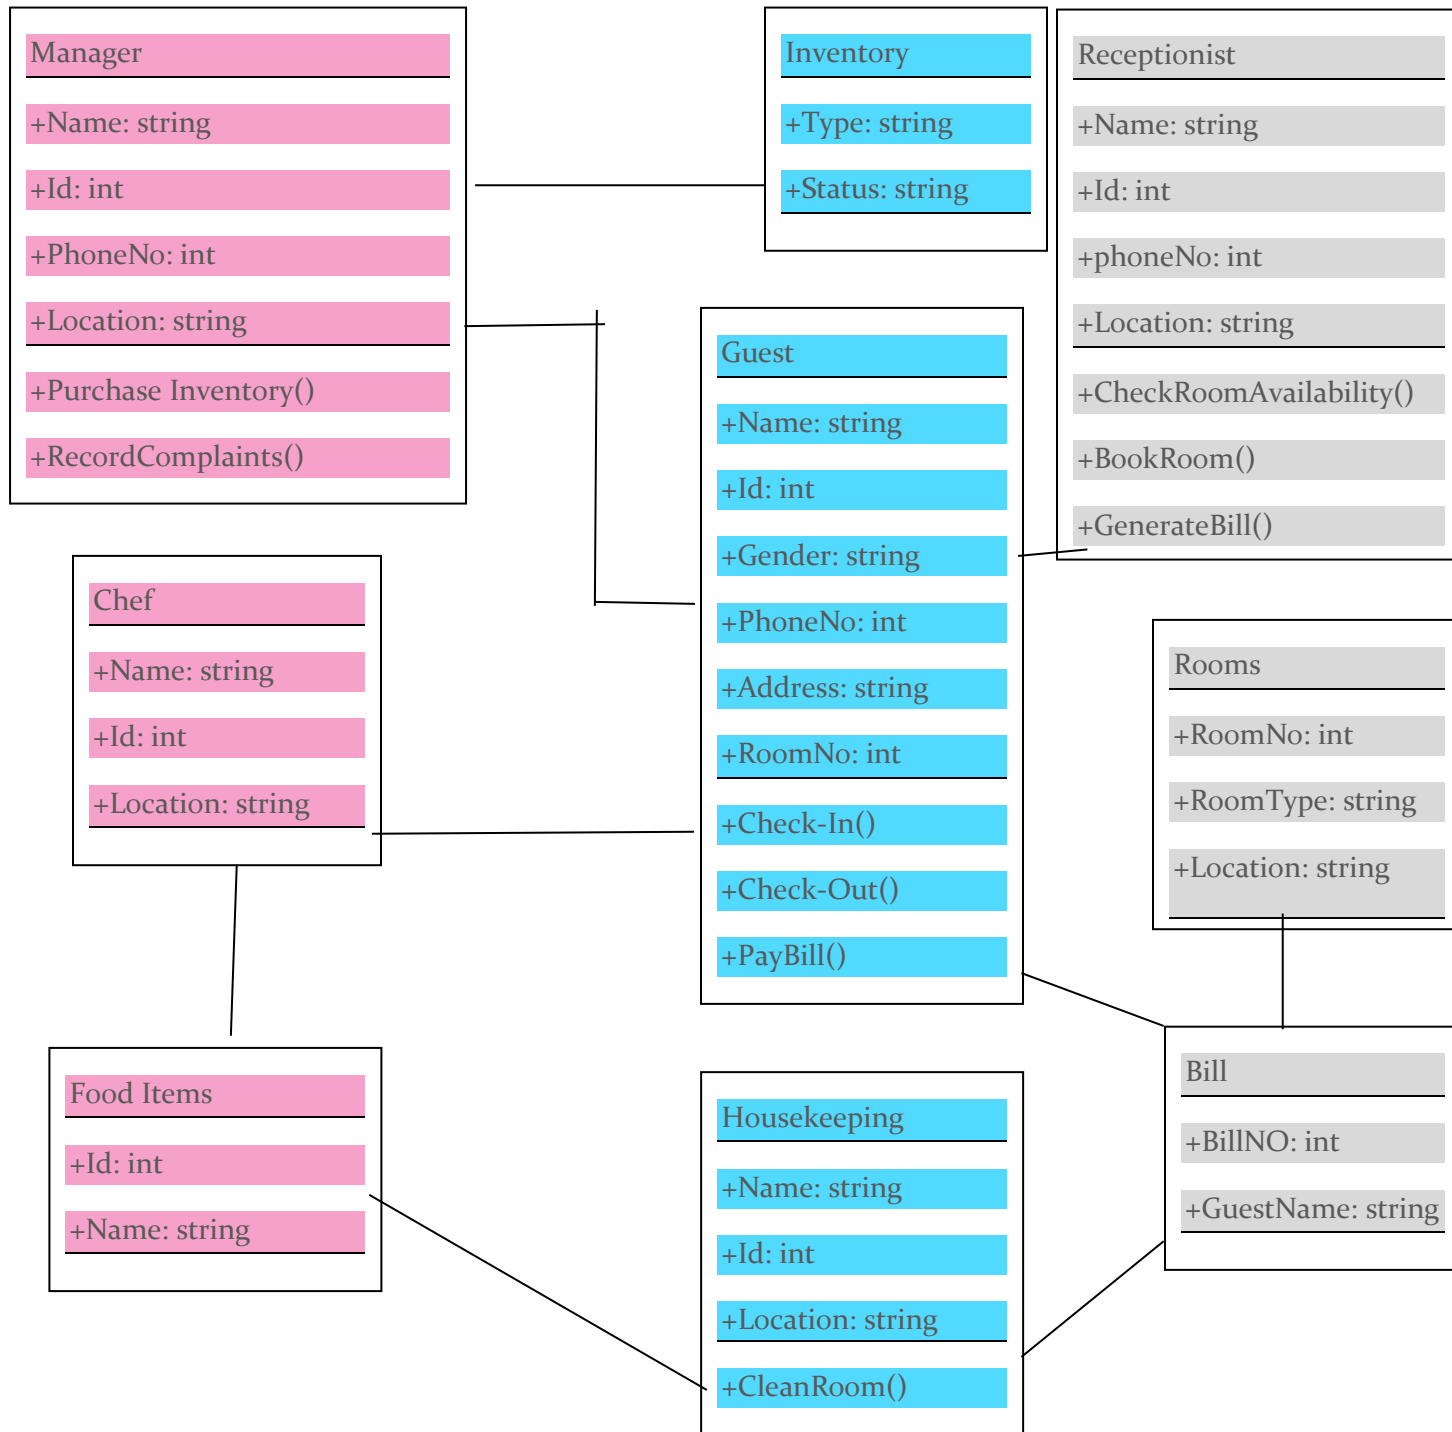 Manager
+Name: string
+Id: int
+PhoneNo: int
+Location: string
+Purchase Inventory()
+RecordComplaints()
Inventory
+Type: string
+Status: string
Receptionist
+Name: string
+Id: int
+phoneNo: int
+Location: string
+CheckRoomAvailability()
+BookRoom()
+GenerateBill()
Guest
+Name: string
+Id: int
+Gender: string
+PhoneNo: int
+Address: string
+RoomNo: int
+Check-In()
+Check-Out()
+PayBill()
Chef
+Name: string
+Id: int
+Location: string
Rooms
+RoomNo: int
+RoomType: string
+Location: string
Food Items
+Id: int
+Name: string
Housekeeping
+Name: string
+Id: int
+Location: string
+CleanRoom()
Bill
+BillNO: int
+GuestName: string